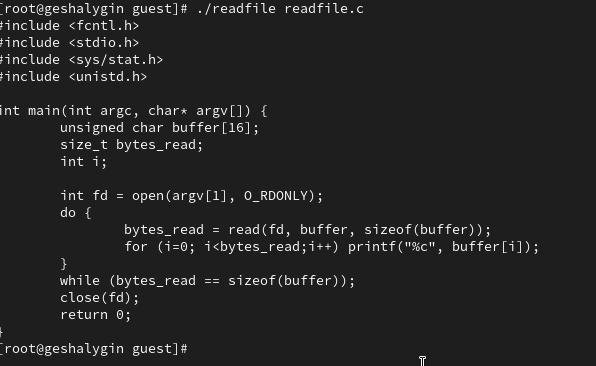 [root@geshalygin guest]# ./readfile readfile.c
#include <fcntl.h>
#include <stdio.h>
#include <sys/stat.h>
#include <unistd.h>
int main(int argc, char* argv[]) {
        unsigned char buffer[16];
        size_t bytes_read;
        int i;
        int fd = open(argv[1], O_RDONLY);
        do {
                bytes_read = read(fd, buffer, sizeof(buffer));
                for (i=0; i<bytes_read;i++) printf("%c", buffer[i]);
        }
        while (bytes_read == sizeof(buffer));
        close(fd);
        return 0;
}
[root@geshalygin guest]#